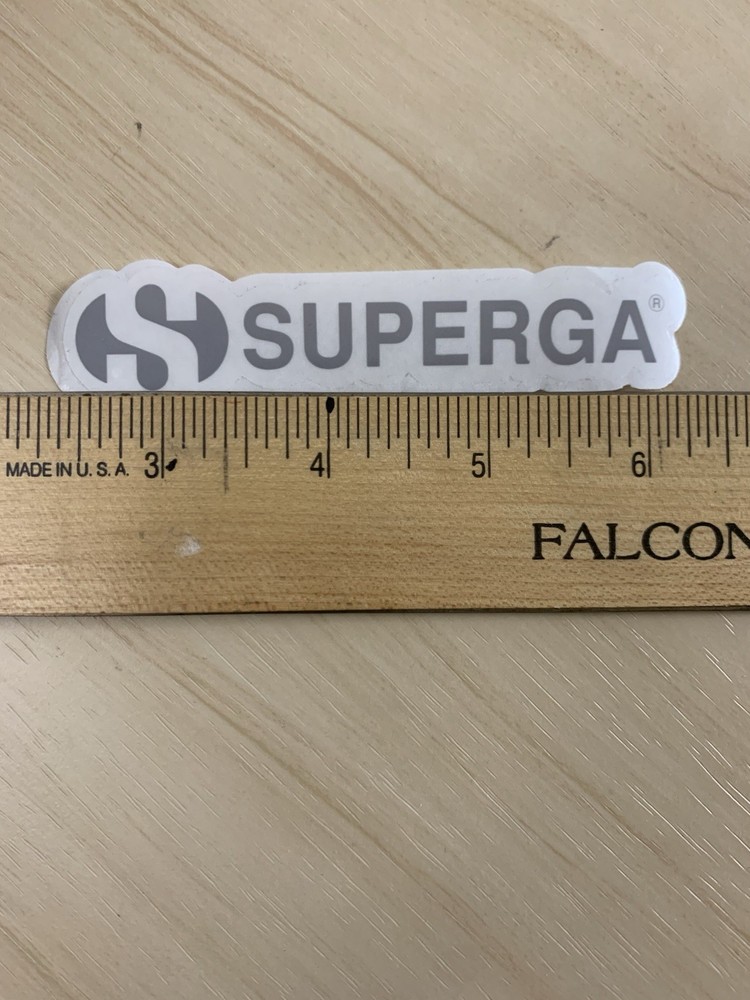 SUPERGA®
MADE IN U. S. A. 3 4 5 6
FALCON